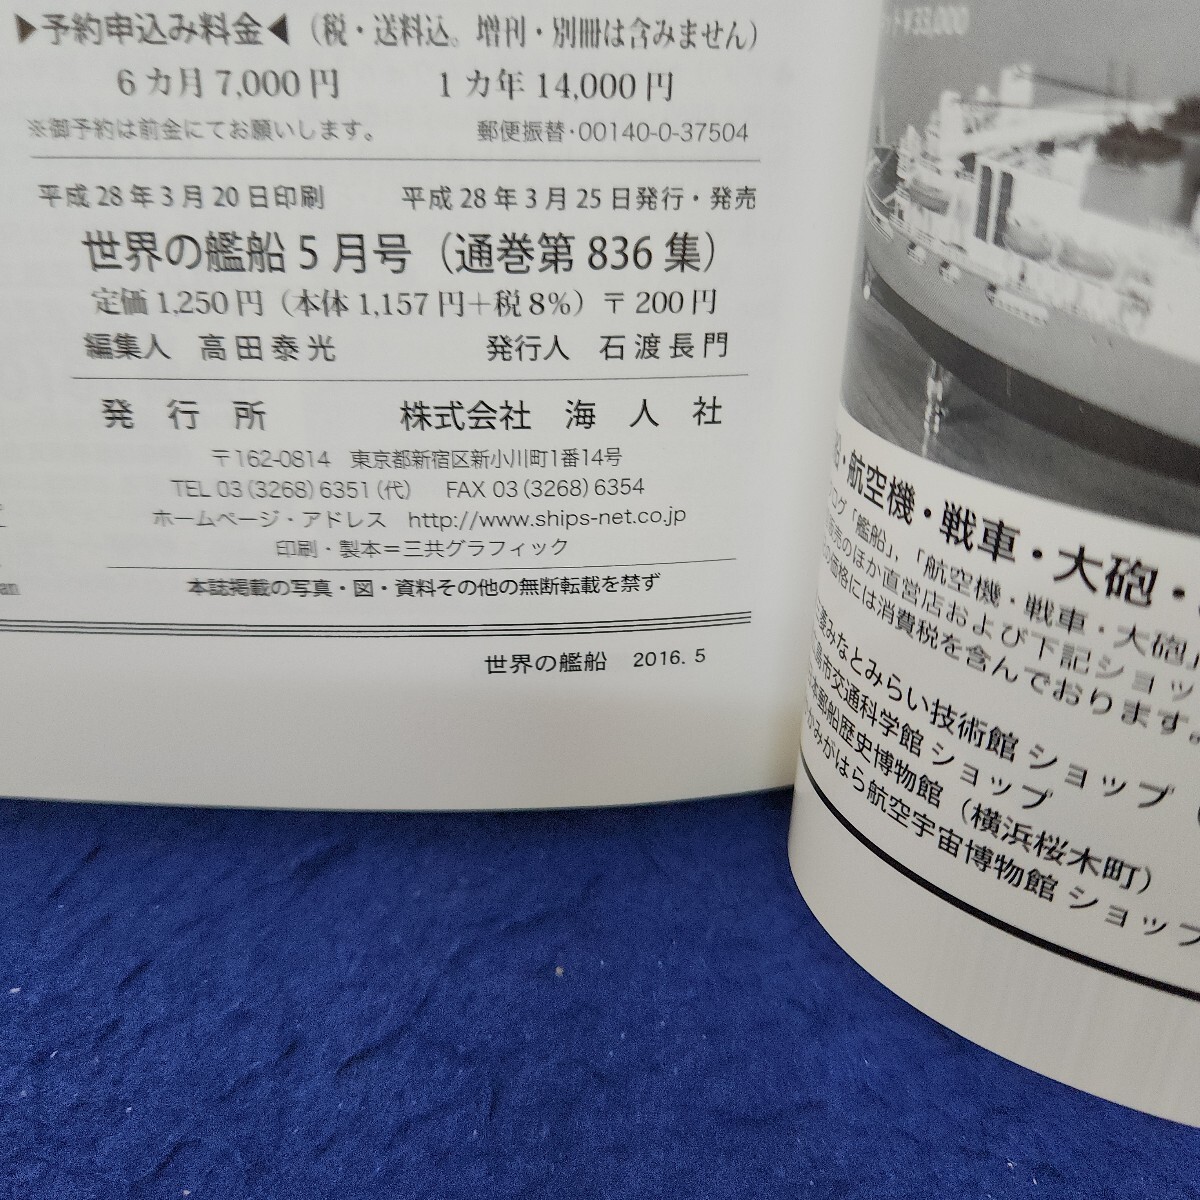 ▶予約申込み料金◀（税・送料込。増刊・別冊は含みません）
6カ月 7,000円　1カ年 14,000円
※御予約は前金にてお願いします。　郵便振替・00140-0-37504
平成28年3月20日印刷　平成28年3月25日発行・発売
世界の艦船5月号（通巻第836集）
定価1,250円（本体1,157円＋税8%）〒200円
編集人　高田泰光　発行人　石渡長門
発行所　株式会社 海人社
〒162-0814　東京都新宿区新小川町1番14号
TEL 03(3268)6351(代)　FAX 03(3268)6354
ホームページ・アドレス　http://www.ships-net.co.jp
印刷・製本＝三共グラフィック
本誌掲載の写真・図・資料その他の無断転載を禁ず
世界の艦船　2016.5
・航空機・戦車・大砲・
ログ「艦船」，「航空機・戦車・大砲」
のほか直営店および下記ショッ
価格には消費税を含んでおります。
みなとみらい技術館 ショップ（
島市交通科学館 ショップ
本郵船歴史博物館（横浜桜木町）
かみがはら航空宇宙博物館 ショップ